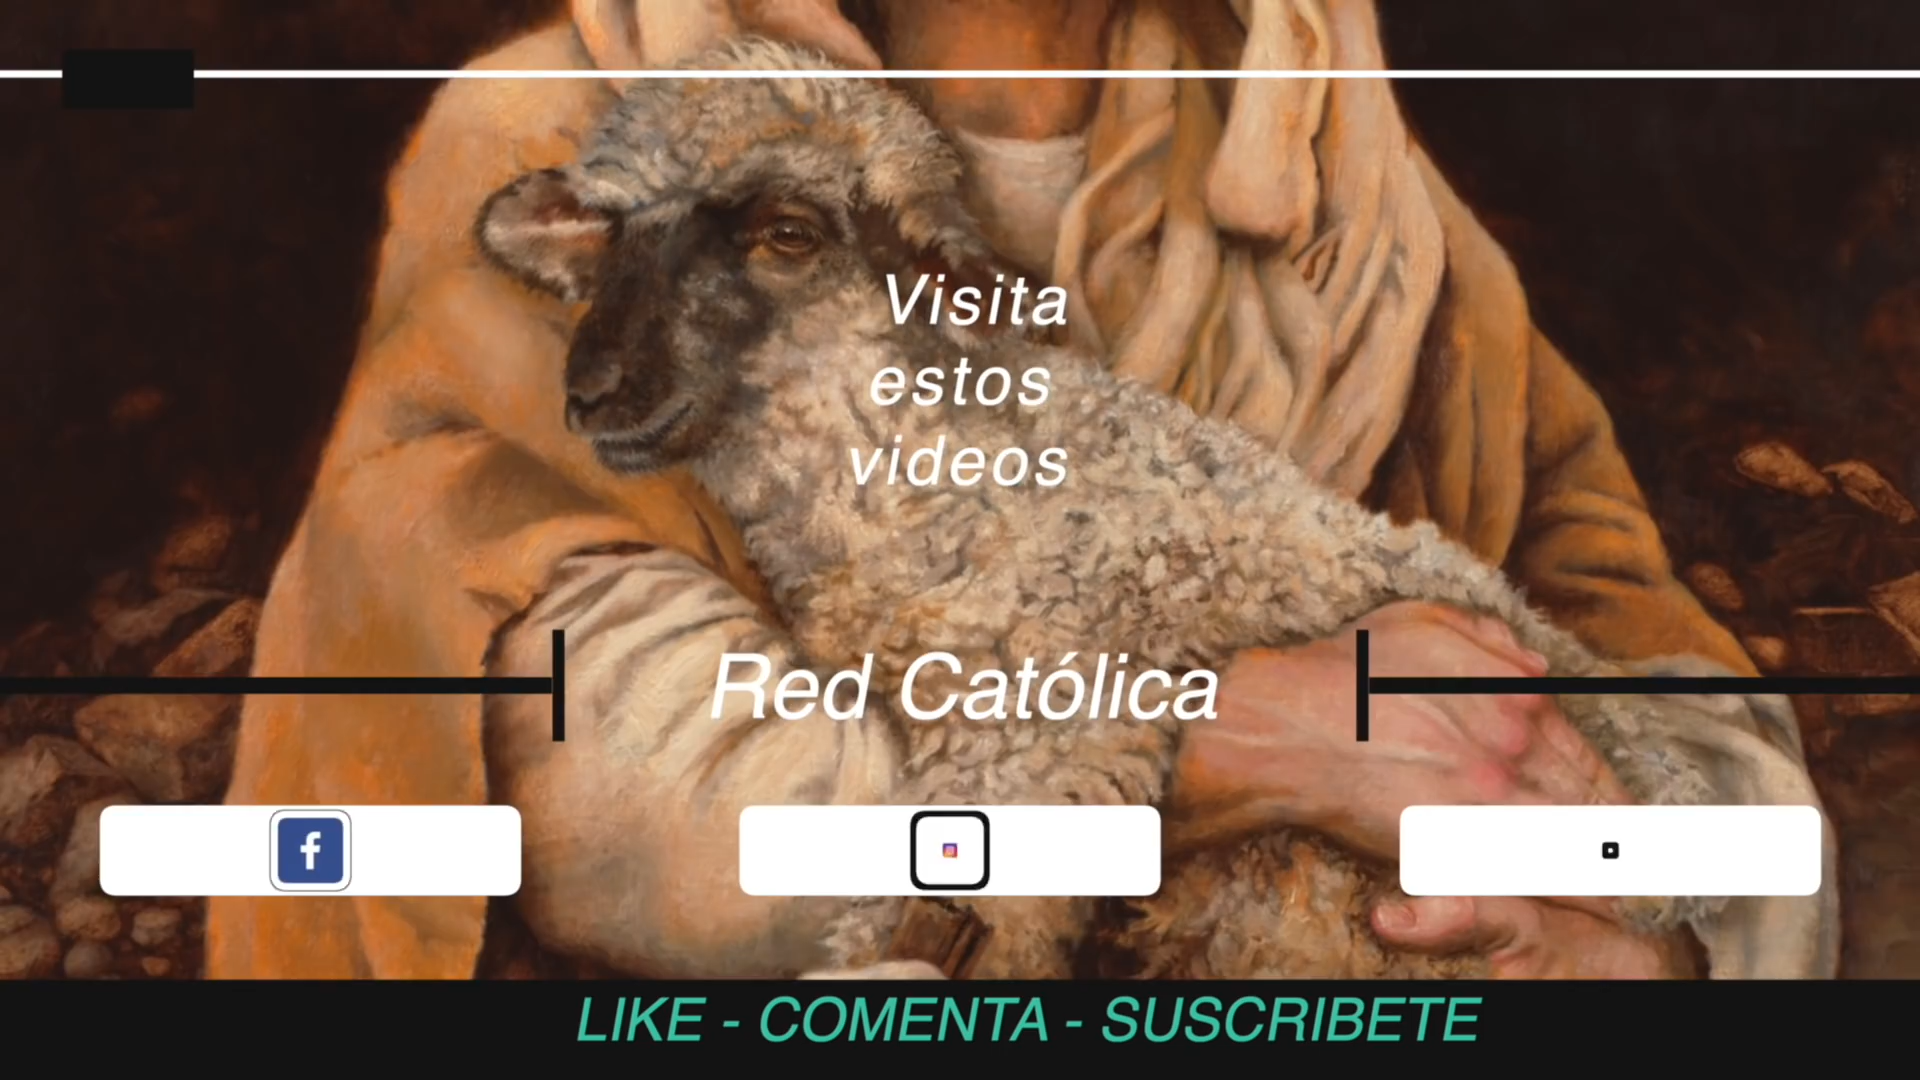 Visita
estos
videos
Red Católica
f
LIKE - COMENTA - SUSCRIBETE